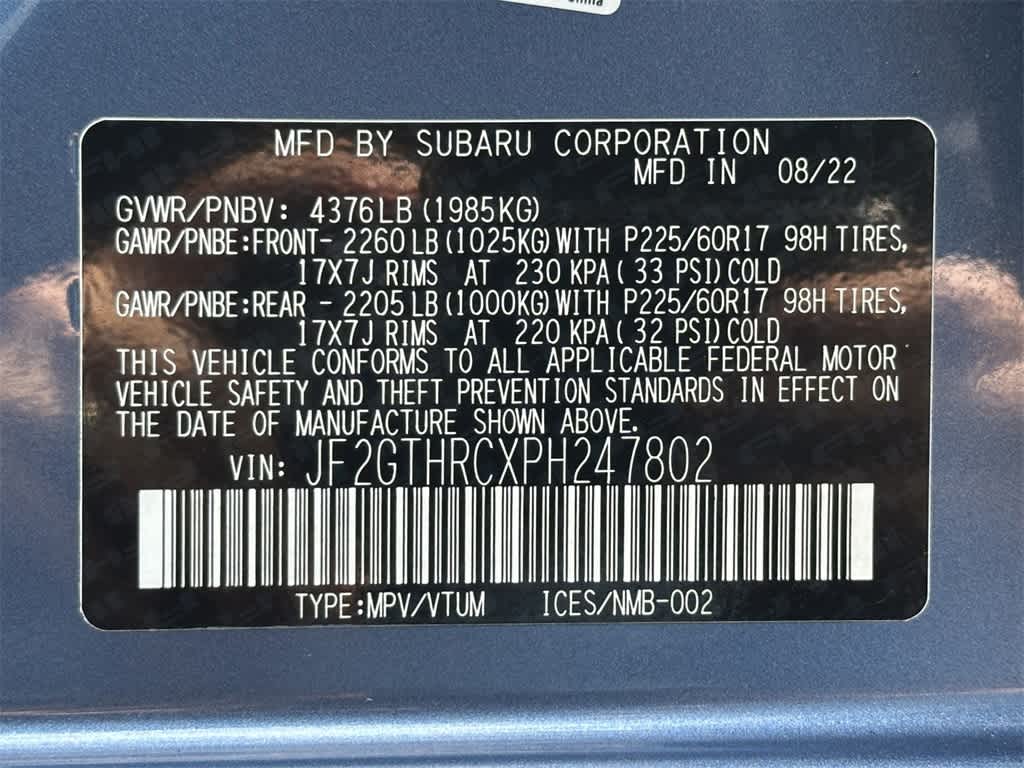 MFD BY SUBARU CORPORATION
MFD IN 08/22
GVWR/PNBV: 4376LB (1985KG)
GAWR/PNBE:FRONT- 2260 LB (1025KG) WITH P225/60R17 98H TIRES,
17X7J RIMS AT 230 KPA ( 33 PSI) COLD
GAWR/PNBE:REAR - 2205 LB (1000KG) WITH P225/60R17 98H TIRES,
17X7J RIMS AT 220 KPA ( 32 PSI) COLD
THIS VEHICLE CONFORMS TO ALL APPLICABLE FEDERAL MOTOR
VEHICLE SAFETY AND THEFT PREVENTION STANDARDS IN EFFECT ON
THE DATE OF MANUFACTURE SHOWN ABOVE.
VIN: JF2GTHRCXPH247802
TYPE:MPV/VTUM ICES/NMB-002